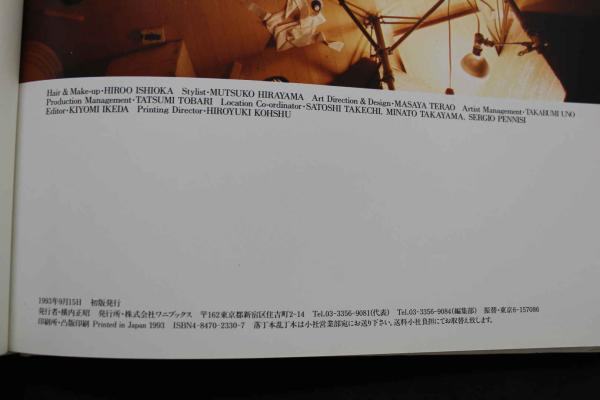 Hair & Make-up・HIROO ISHIOKA Stylist・MUTSUKO HIRAYAMA Art Direction & Design・MASAYA TERAO Artist Management・TAKAFUMI UNO
Production Management・TATSUMI TOBARI Location Co-ordinator・SATOSHI TAKECHI, MINATO TAKAYAMA, SERGIO PENNISI
Editor・KIYOMI IKEDA Printing Director・HIROYUKI KOHSHU
1993年9月15日 初版発行
発行者・横内正昭 発行所・株式会社ワニブックス 〒162東京都新宿区住吉町2-14 Tel.03-3356-9081(代表) Tel.03-3356-9084(編集部) 振替・東京6-157086
印刷所・凸版印刷 Printed in Japan 1993 ISBN4-8470-2330-7 落丁本乱丁本は小社営業部宛にお送り下さい。送料小社負担にてお取替え致します。